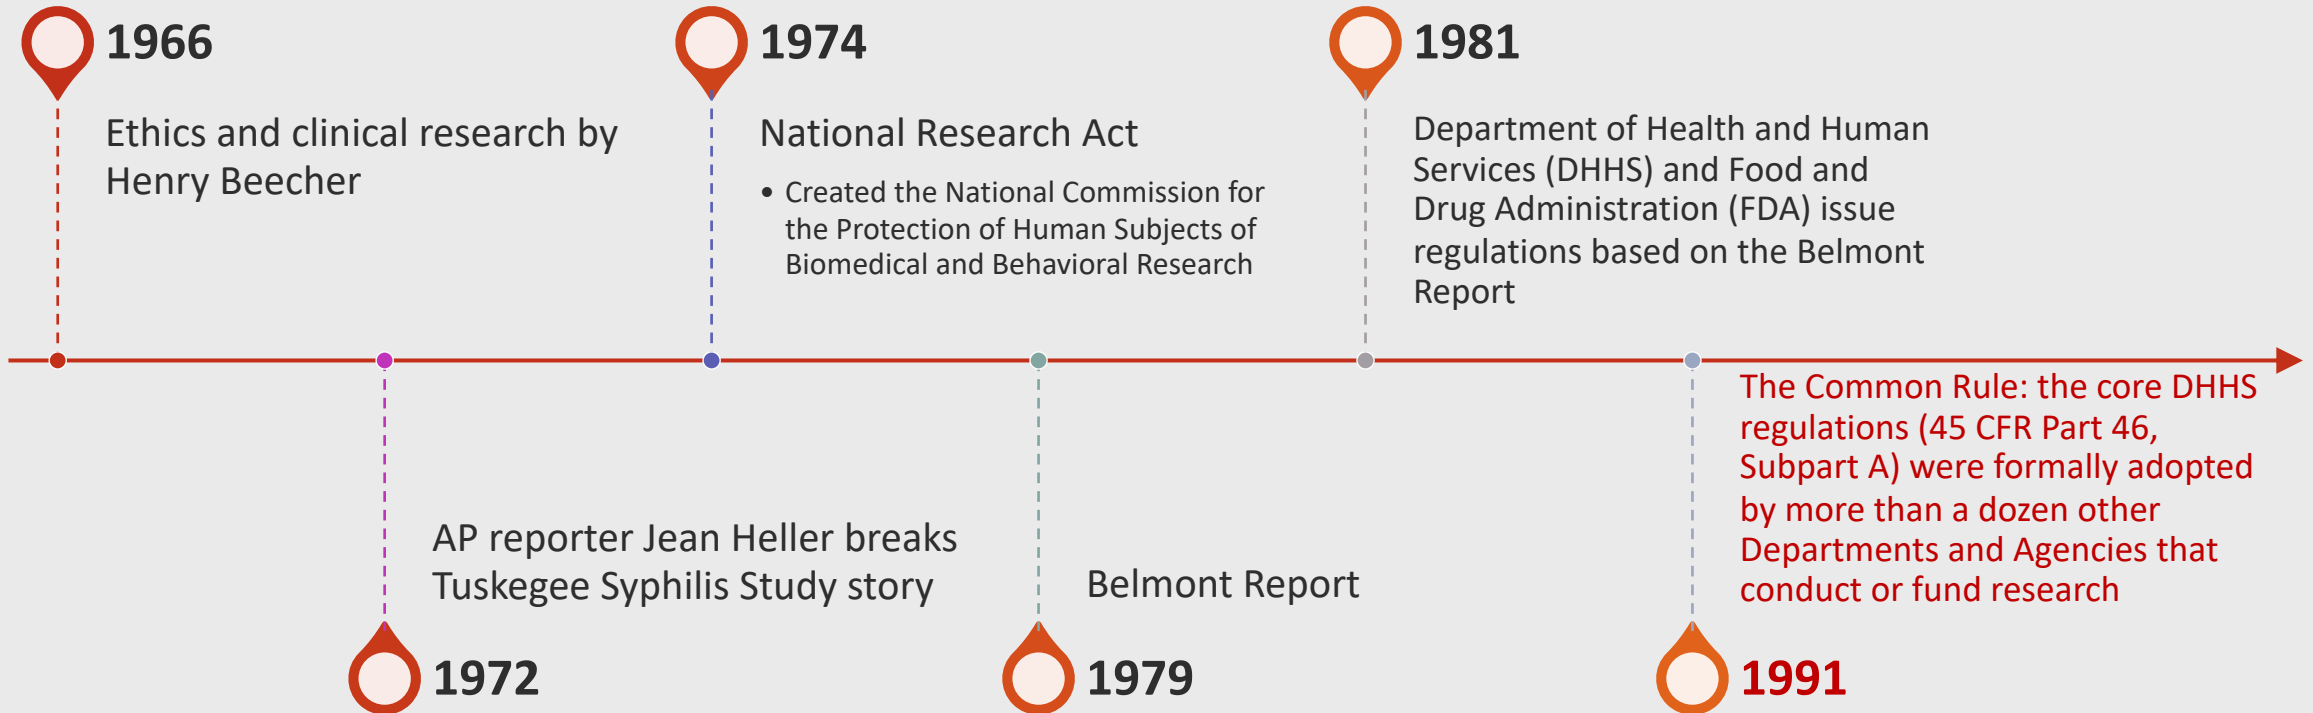 1966
Ethics and clinical research by
Henry Beecher
1972
AP reporter Jean Heller breaks
Tuskegee Syphilis Study story
1974
National Research Act
• Created the National Commission for
the Protection of Human Subjects of
Biomedical and Behavioral Research
1979
Belmont Report
1981
Department of Health and Human
Services (DHHS) and Food and
Drug Administration (FDA) issue
regulations based on the Belmont
Report
1991
The Common Rule: the core DHHS
regulations (45 CFR Part 46,
Subpart A) were formally adopted
by more than a dozen other
Departments and Agencies that
conduct or fund research